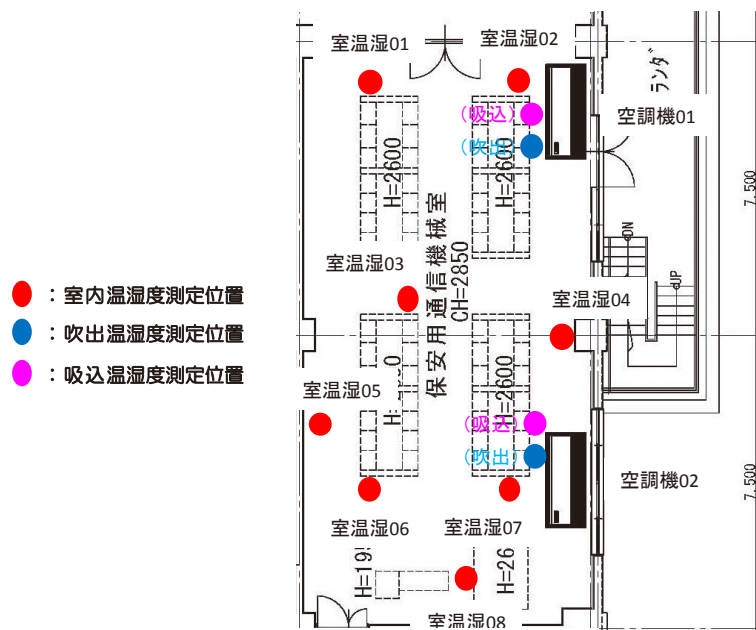 室温湿01
室温湿02
ランダ
(吸込)
空調機01
(吹出)
H=2600
H=2600
7.500
保安用通信機械室
CH=2850
DN
UP
室温湿03
室温湿04
：室内温湿度測定位置
：吹出温湿度測定位置
：吸込温湿度測定位置
室温湿05
H=2600
(吸込)
(吹出)
空調機02
7.500
室温湿06
室温湿07
H=19
H=26
室温湿08